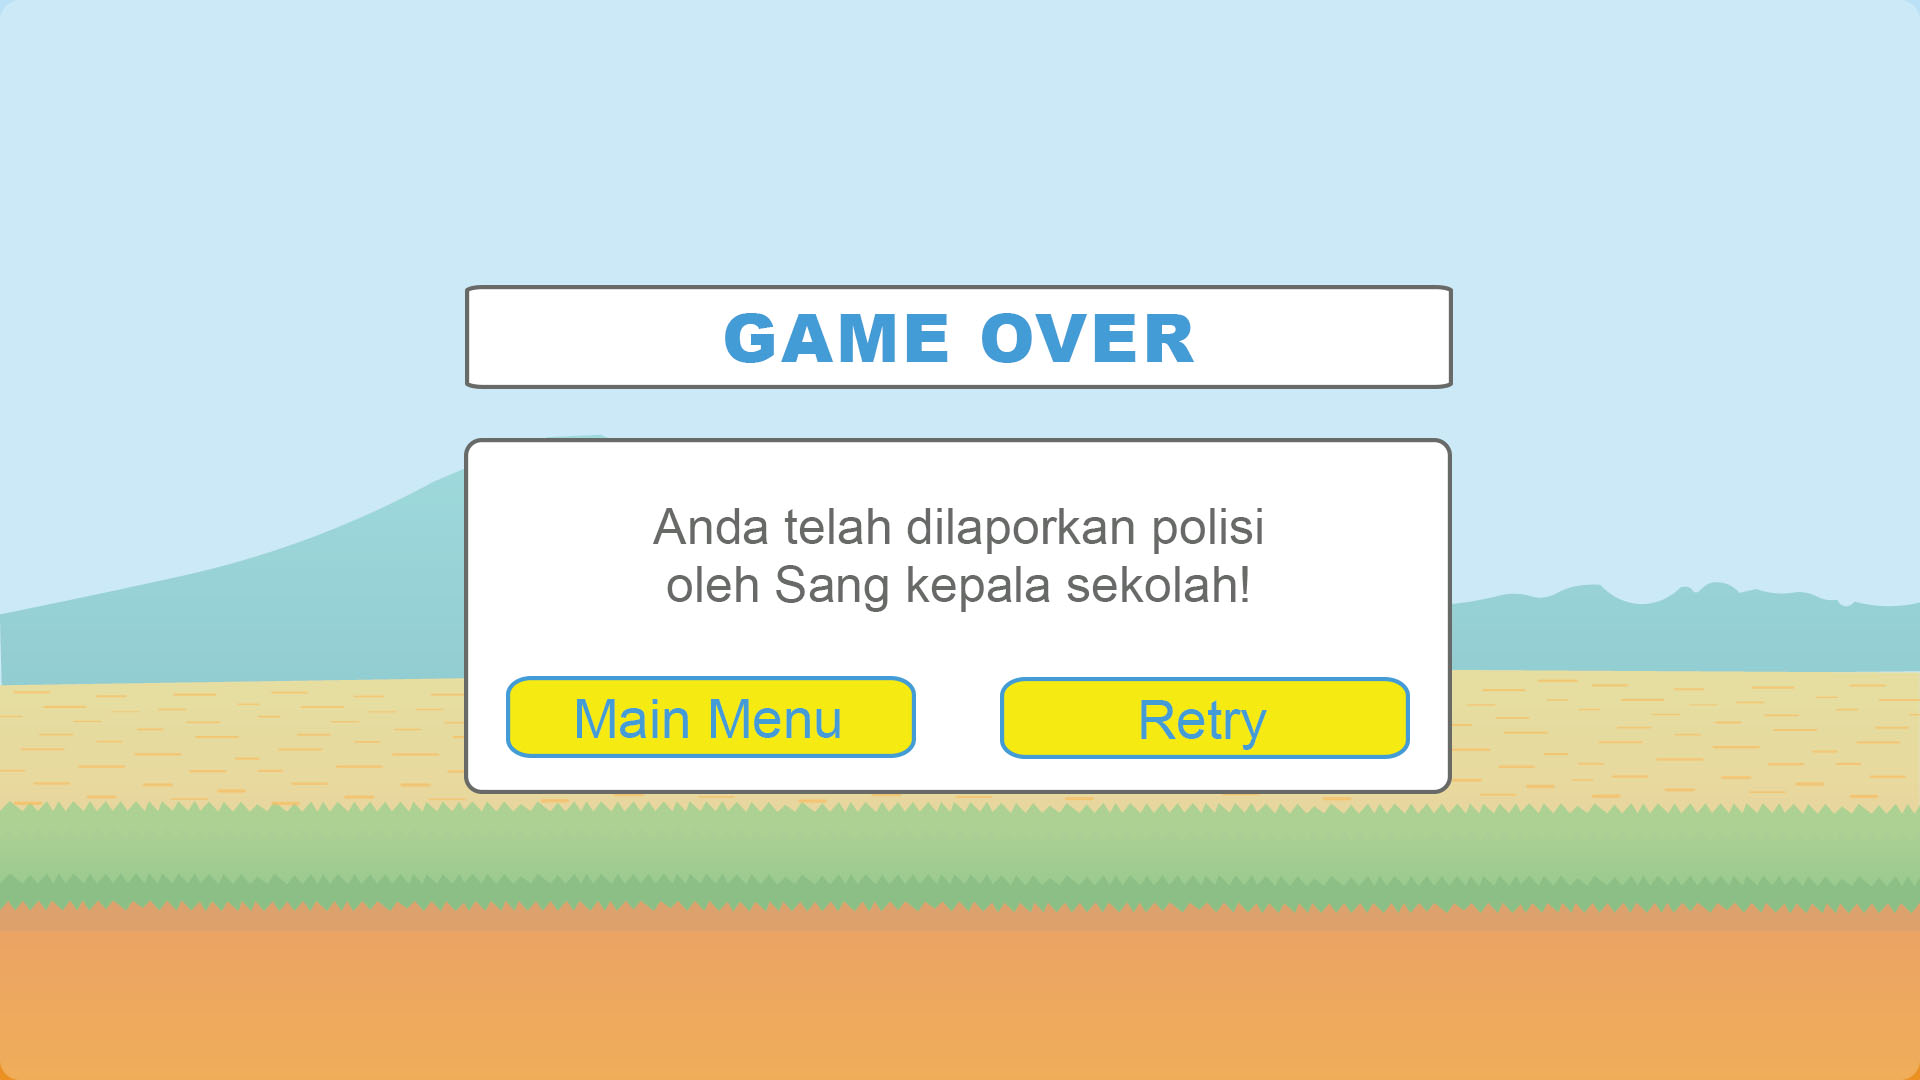 GAME OVER
Anda telah dilaporkan polisi
oleh Sang kepala sekolah!
Main Menu
Retry